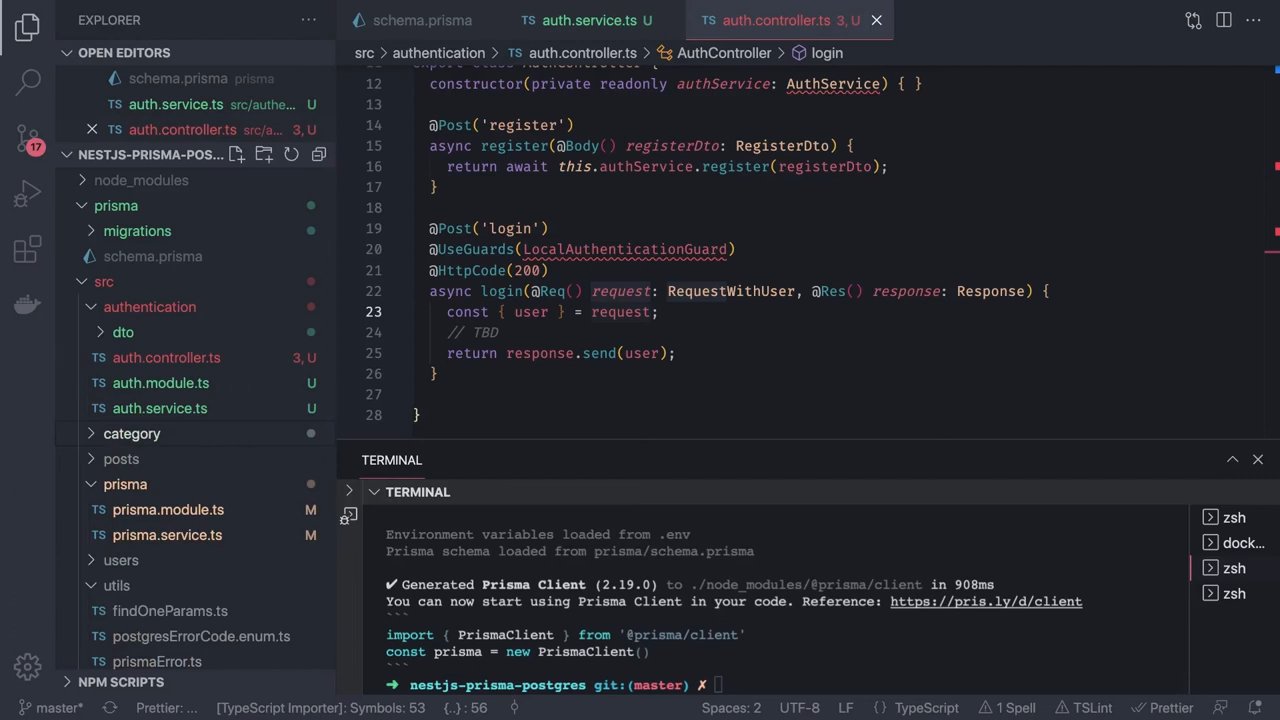 EXPLORER
OPEN EDITORS
schema.prisma prisma
TS auth.service.ts src/authe... U
TS auth.controller.ts src/a... 3, U
17
NESTJS-PRISMA-POS...
node_modules
prisma
migrations
schema.prisma
src
authentication
dto
TS auth.controller.ts 3, U
TS auth.module.ts U
TS auth.service.ts U
category
posts
prisma
TS prisma.module.ts M
TS prisma.service.ts M
users
utils
TS findOneParams.ts
TS postgresErrorCode.enum.ts
TS prismaError.ts
NPM SCRIPTS
schema.prisma
TS auth.service.ts U
TS auth.controller.ts 3, U
src > authentication > TS auth.controller.ts > AuthController > login
12 constructor(private readonly authService: AuthService) { }
13
14 @Post('register')
15 async register(@Body() registerDto: RegisterDto) {
16 return await this.authService.register(registerDto);
17 }
18
19 @Post('login')
20 @UseGuards(LocalAuthenticationGuard)
21 @HttpCode(200)
22 async login(@Req() request: RequestWithUser, @Res() response: Response) {
23 const { user } = request;
24 // TBD
25 return response.send(user);
26 }
27
28 }
TERMINAL
TERMINAL
Environment variables loaded from .env
Prisma schema loaded from prisma/schema.prisma
✔ Generated Prisma Client (2.19.0) to ./node_modules/@prisma/client in 908ms
You can now start using Prisma Client in your code. Reference: https://pris.ly/d/client
```
import { PrismaClient } from '@prisma/client'
const prisma = new PrismaClient()
```
➜ nestjs-prisma-postgres git:(master) ✗
zsh
dock...
zsh
zsh
master* Prettier: ... [TypeScript Importer]: Symbols: 53 {..} : 56 Spaces: 2 UTF-8 LF {} TypeScript 1 Spell TSLint Prettier